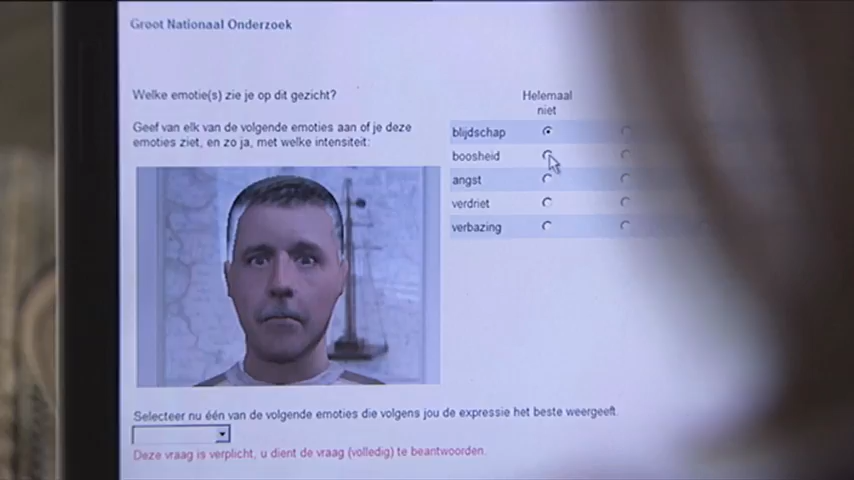 Groot Nationaal Onderzoek
Welke emotie(s) zie je op dit gezicht?
Geef van elk van de volgende emoties aan of je deze
emoties ziet, en zo ja, met welke intensiteit:
Helemaal
niet
blijdschap
boosheid
angst
verdriet
verbazing
Selecteer nu één van de volgende emoties die volgens jou de expressie het beste weergeeft.
Deze vraag is verplicht, u dient de vraag (volledig) te beantwoorden.